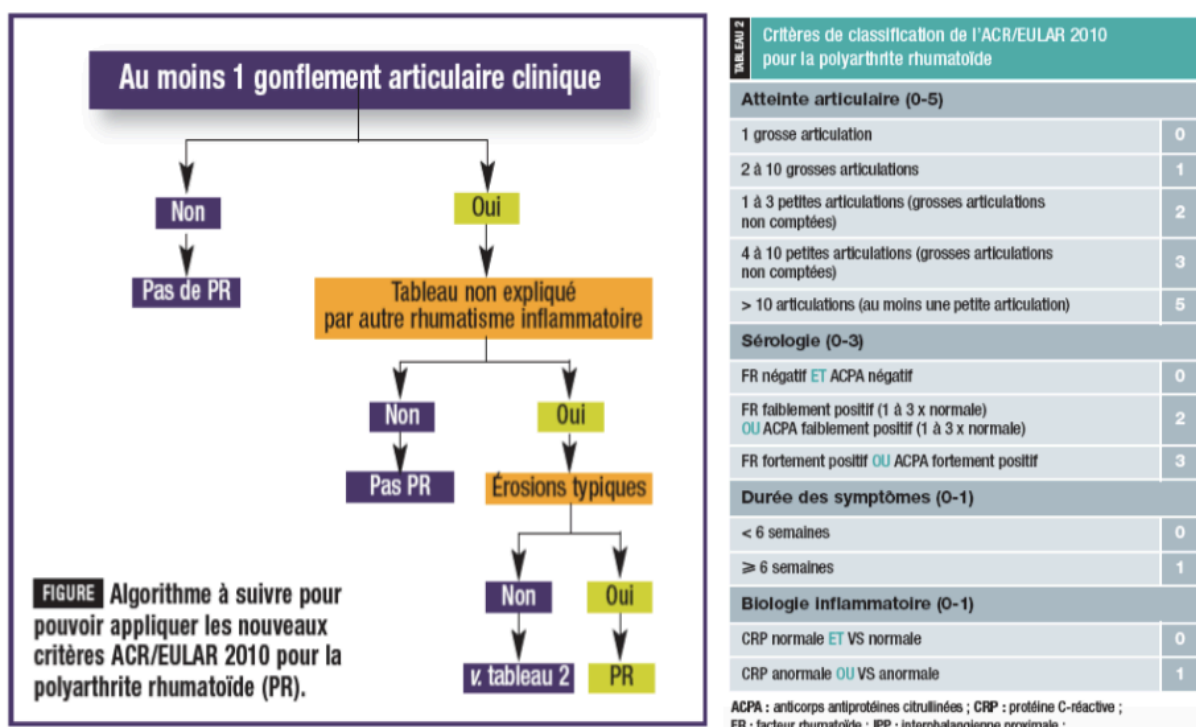 Au moins 1 gonflement articulaire clinique
Non
Oui
Pas de PR
Tableau non expliqué
par autre rhumatisme inflammatoire
Non
Oui
Pas PR
Érosions typiques
Non
Oui
v. tableau 2
PR
FIGURE Algorithme à suivre pour
pouvoir appliquer les nouveaux
critères ACR/EULAR 2010 pour la
polyarthrite rhumatoïde (PR).
TABLEAU 2
Critères de classification de l'ACR/EULAR 2010
pour la polyarthrite rhumatoïde
Atteinte articulaire (0-5)
1 grosse articulation 0
2 à 10 grosses articulations 1
1 à 3 petites articulations (grosses articulations
non comptées) 2
4 à 10 petites articulations (grosses articulations
non comptées) 3
> 10 articulations (au moins une petite articulation) 5
Sérologie (0-3)
FR négatif ET ACPA négatif 0
FR faiblement positif (1 à 3 x normale)
OU ACPA faiblement positif (1 à 3 x normale) 2
FR fortement positif OU ACPA fortement positif 3
Durée des symptômes (0-1)
< 6 semaines 0
⩾ 6 semaines 1
Biologie inflammatoire (0-1)
CRP normale ET VS normale 0
CRP anormale OU VS anormale 1
ACPA : anticorps antiprotéines citrullinées ; CRP : protéine C-réactive ;
FR : facteur rhumatoïde ; IPP : interphalangienne proximale ;